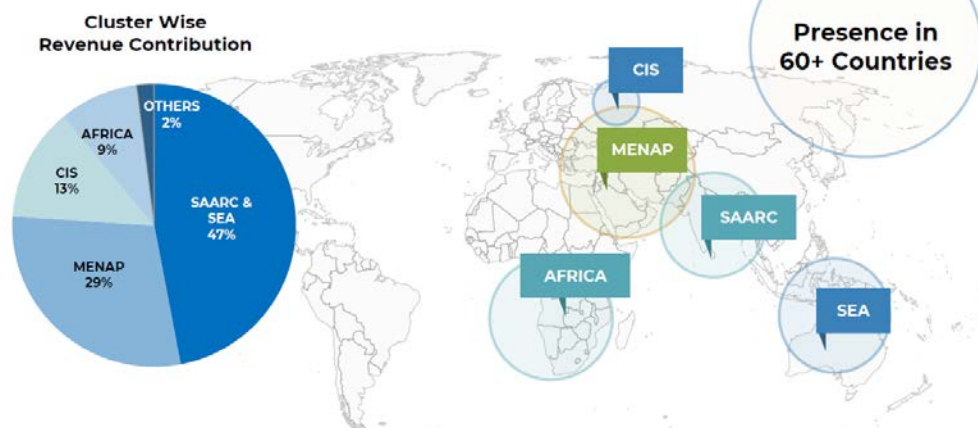 Cluster Wise
Revenue Contribution
OTHERS
2%
AFRICA
9%
CIS
13%
SAARC &
SEA
47%
MENAP
29%
Presence in
60+ Countries
CIS
MENAP
SAARC
AFRICA
SEA